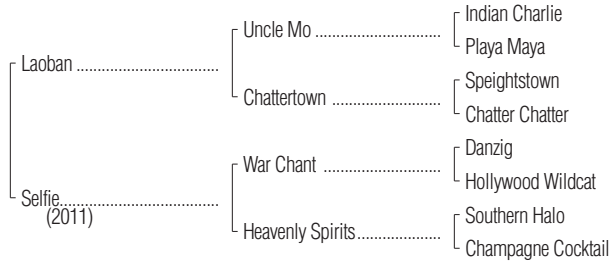 Indian Charlie
Uncle Mo ..............................
Playa Maya
Laoban ..................................
Speightstown
Chattertown ..........................
Chatter Chatter
Danzig
War Chant ............................
Hollywood Wildcat
Selfie......................................
(2011)
Southern Halo
Heavenly Spirits....................
Champagne Cocktail